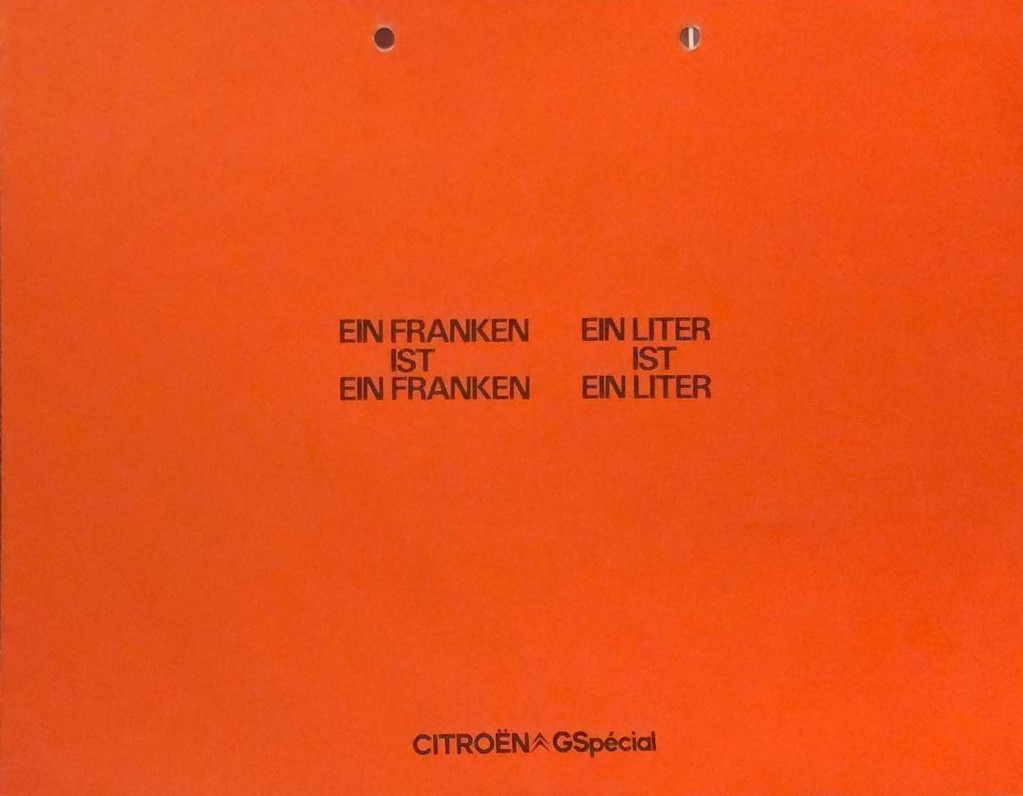 EIN FRANKEN
IST
EIN FRANKEN
EIN LITER
IST
EIN LITER
CITROËN GSpécial